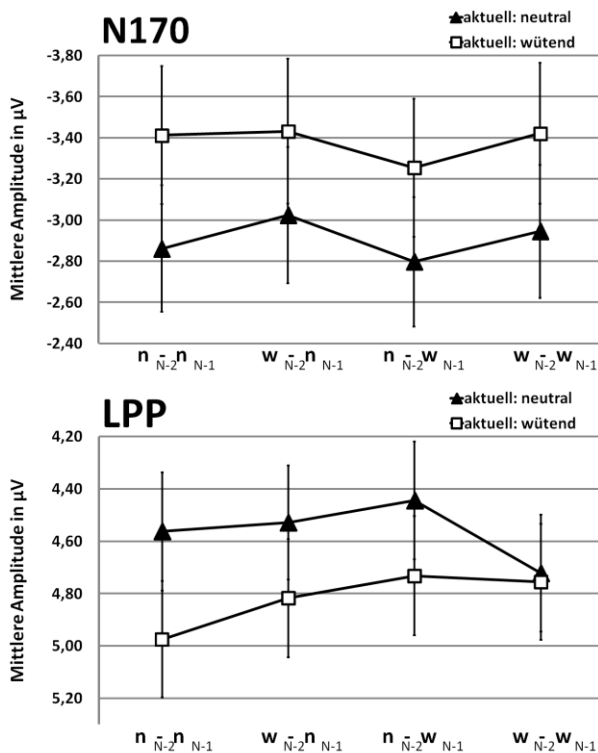 N170
aktuell: neutral
aktuell: wütend
Mittlere Amplitude in µV
-3,80
-3,60
-3,40
-3,20
-3,00
-2,80
-2,60
-2,40
n N-2 - n N-1
w N-2 - n N-1
n N-2 - w N-1
w N-2 - w N-1
LPP
aktuell: neutral
aktuell: wütend
Mittlere Amplitude in µV
4,20
4,40
4,60
4,80
5,00
5,20
n N-2 - n N-1
w N-2 - n N-1
n N-2 - w N-1
w N-2 - w N-1